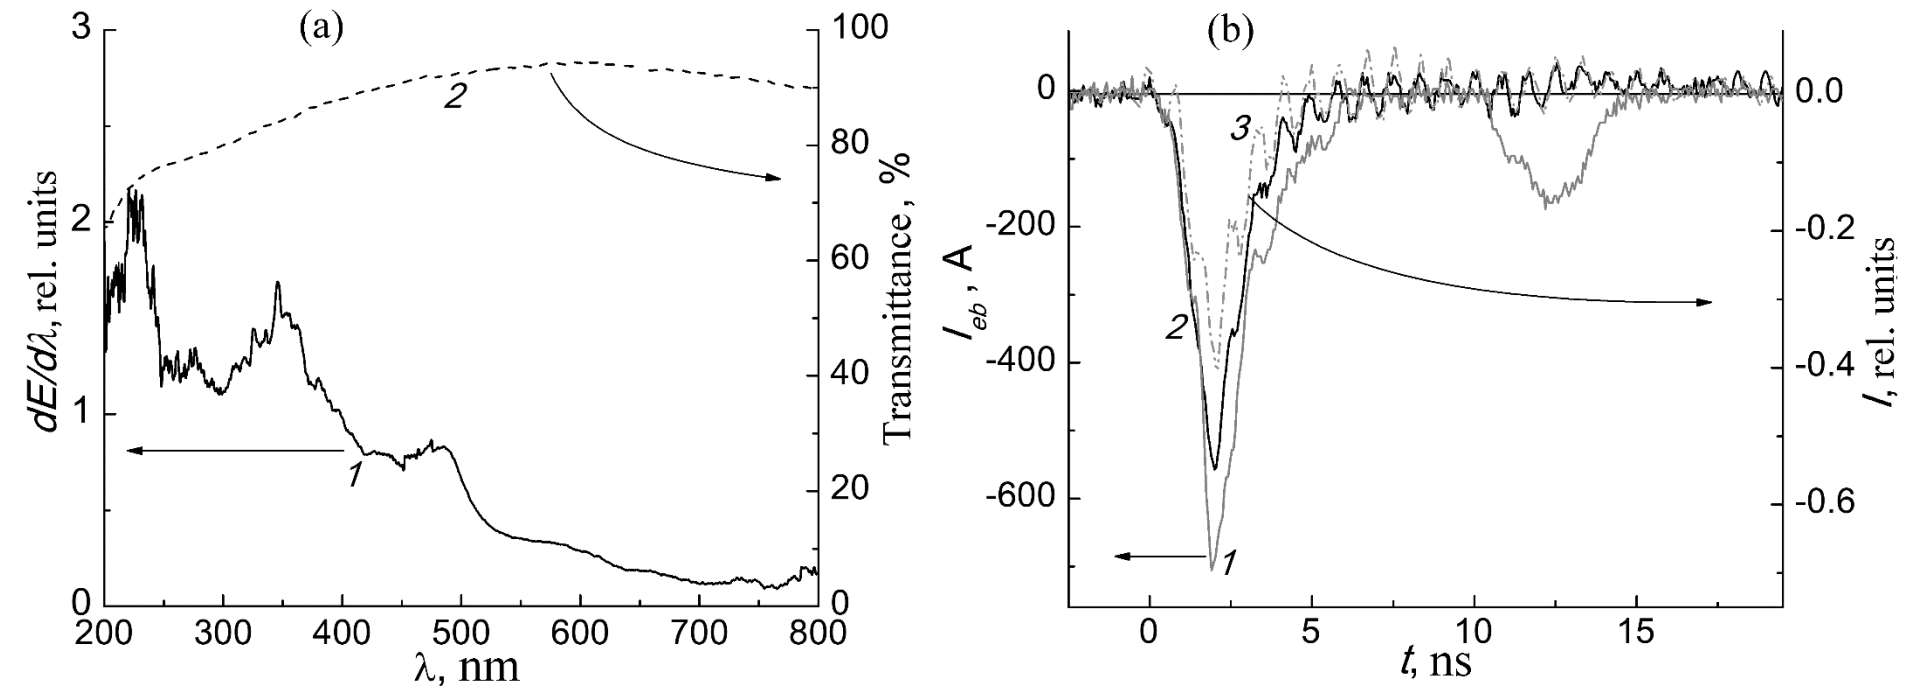 (a)
3
2
1
0
dE/dλ, rel. units
100
80
60
40
20
0
Transmittance, %
2
1
200 300 400 500 600 700 800
λ, nm
(b)
0
-200
-400
-600
I eb, A
0.0
-0.2
-0.4
-0.6
I, rel. units
3
2
1
0 5 10 15
t, ns